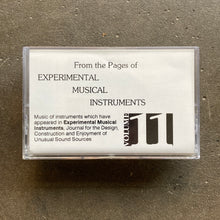 From the Pages of
EXPERIMENTAL
MUSICAL
INSTRUMENTS
Music of instruments which have
appeared in Experimental Musical
Instruments, Journal for the Design,
Construction and Enjoyment of
Unusual Sound Sources
VOLUME
III